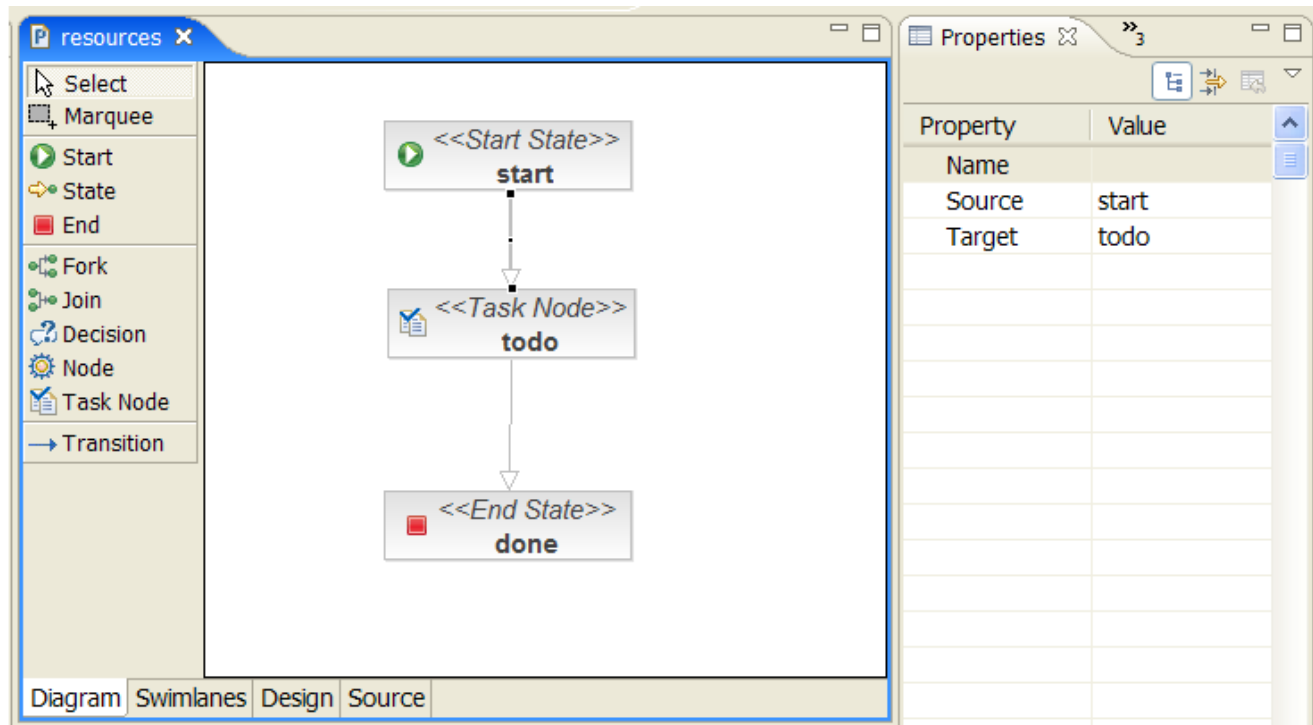 resources
Select
Marquee
Start
State
End
Fork
Join
Decision
Node
Task Node
Transition
<<Start State>>
start
<<Task Node>>
todo
<<End State>>
done
Diagram Swimlanes Design Source
Properties »3
Property Value
Name
Source start
Target todo